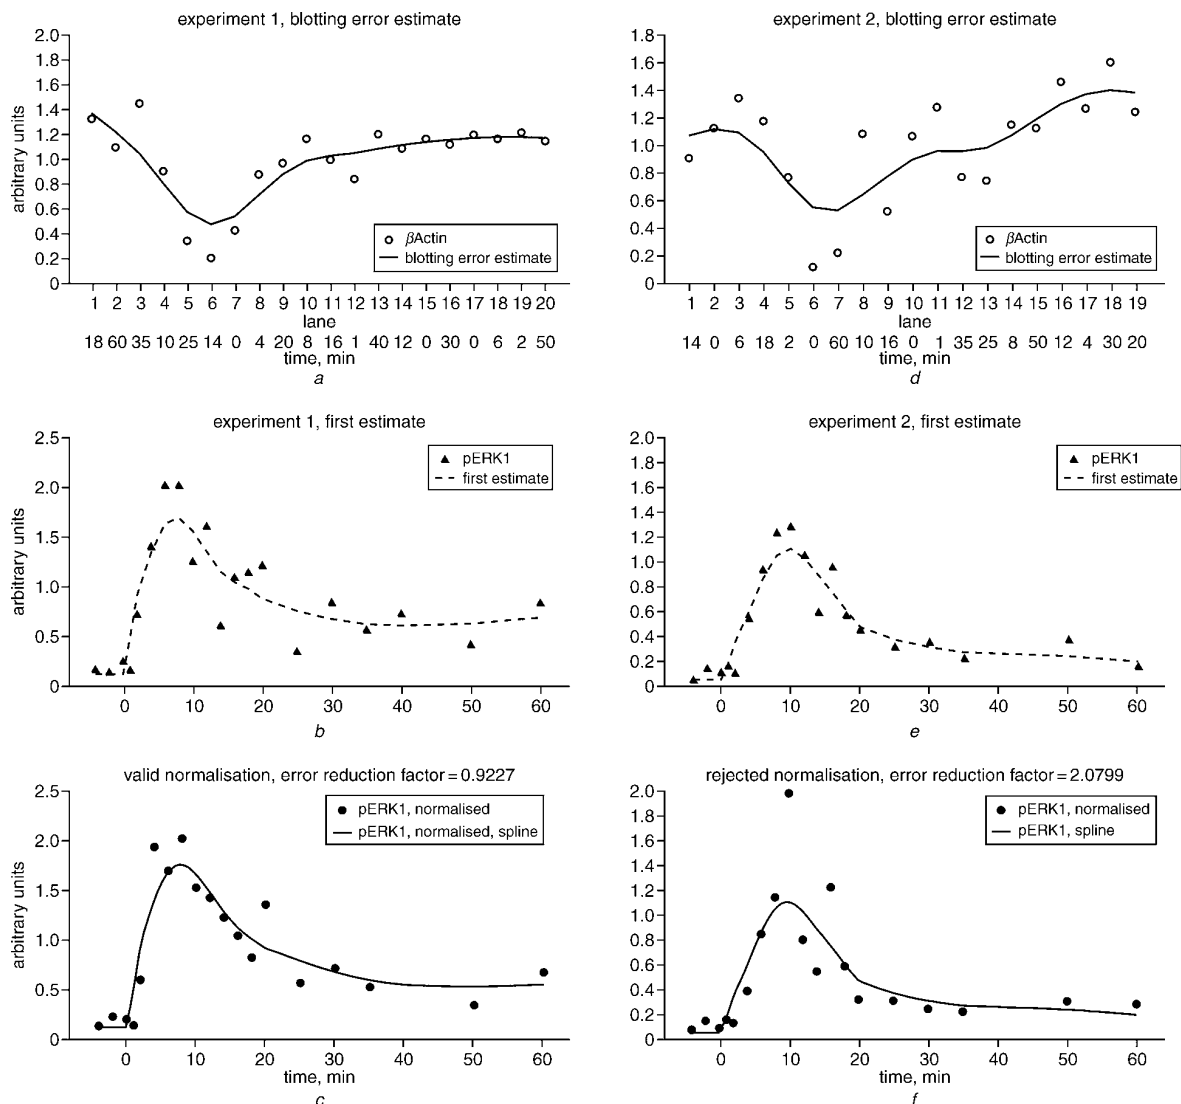 experiment 1, blotting error estimate
2.0
1.8
1.6
1.4
1.2
1.0
0.8
0.6
0.4
0.2
0
arbitrary units
βActin
blotting error estimate
1 2 3 4 5 6 7 8 9 10 11 12 13 14 15 16 17 18 19 20
lane
18 60 35 10 25 14 0 4 20 8 16 1 40 12 0 30 0 6 2 50
time, min
a
experiment 2, blotting error estimate
1.8
1.6
1.4
1.2
1.0
0.8
0.6
0.4
0.2
0
βActin
blotting error estimate
1 2 3 4 5 6 7 8 9 10 11 12 13 14 15 16 17 18 19
lane
14 0 6 18 2 0 60 10 16 0 1 35 25 8 50 12 4 30 20
time, min
d
experiment 1, first estimate
2.5
2.0
1.5
1.0
0.5
0
arbitrary units
pERK1
first estimate
0 10 20 30 40 50 60
b
experiment 2, first estimate
2.0
1.8
1.6
1.4
1.2
1.0
0.8
0.6
0.4
0.2
0
pERK1
first estimate
0 10 20 30 40 50 60
e
valid normalisation, error reduction factor = 0.9227
2.5
2.0
1.5
1.0
0.5
0
arbitrary units
pERK1, normalised
pERK1, normalised, spline
0 10 20 30 40 50 60
time, min
c
rejected normalisation, error reduction factor = 2.0799
2.0
1.8
1.6
1.4
1.2
1.0
0.8
0.6
0.4
0.2
0
pERK1, normalised
pERK1, spline
0 10 20 30 40 50 60
time, min
f